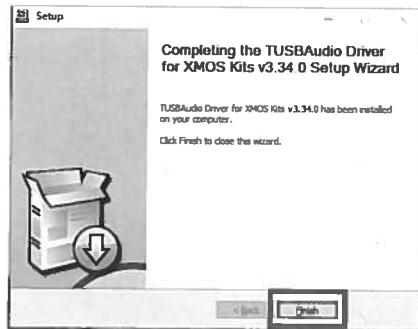 Setup
Completing the TUSBAudio Driver
for XMOS Kits v3.34.0 Setup Wizard
TUSBAudio Driver for XMOS Kits v3.34.0 has been installed
on your computer.
Click Finish to close this wizard.
< Back Finish